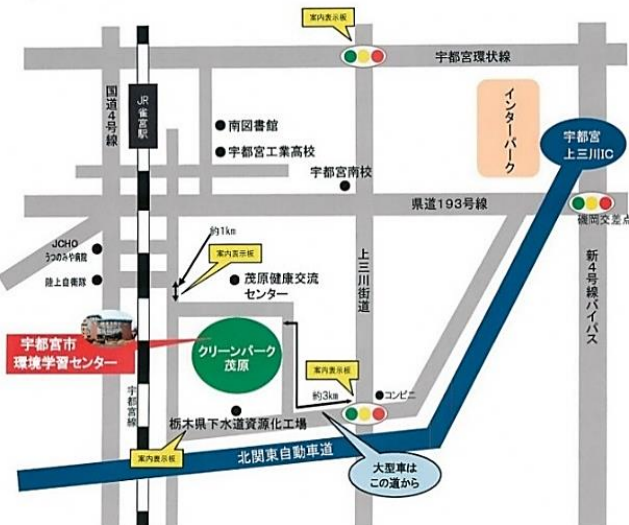 案内表示板
宇都宮環状線
国道4号線
JR雀宮駅
インターパーク
宇都宮
上三川IC
南図書館
宇都宮工業高校
宇都宮南校
県道193号線
磯岡交差点
JCHO
うつのみや病院
陸上自衛隊
約1km
案内表示板
茂原健康交流
センター
上三川街道
新4号線バイパス
宇都宮市
環境学習センター
クリーンパーク
茂原
案内表示板
約3km
コンビニ
宇都宮線
栃木県下水道資源化工場
案内表示板
北関東自動車道
大型車は
この道から